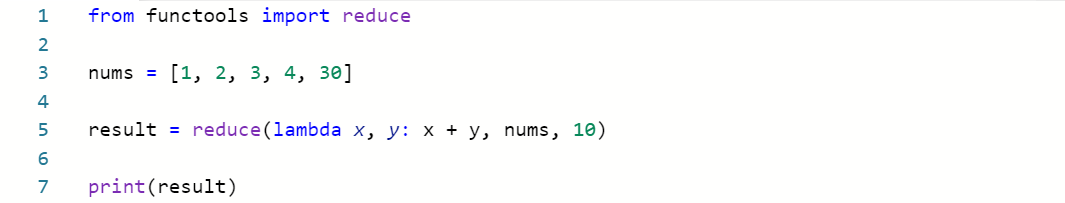 1 from functools import reduce
2
3 nums = [1, 2, 3, 4, 30]
4
5 result = reduce(lambda x, y: x + y, nums, 10)
6
7 print(result)